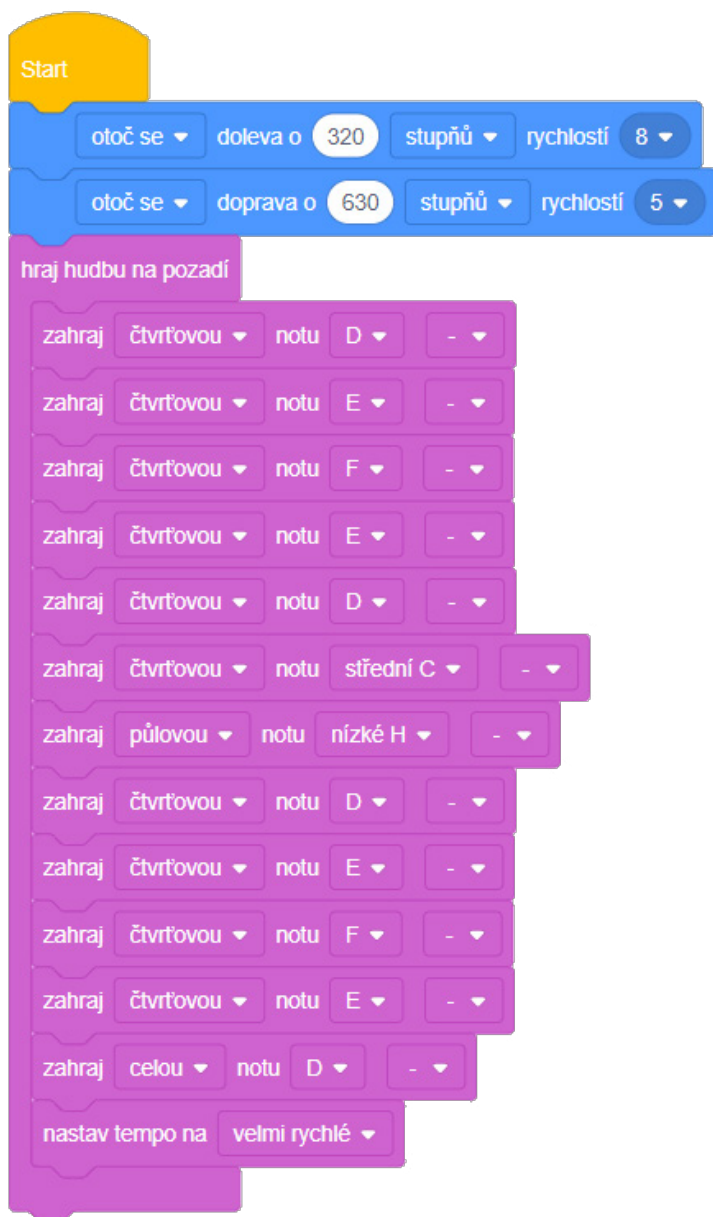 Start
otoč se doleva o 320 stupňů rychlostí 8
otoč se doprava o 630 stupňů rychlostí 5
hraj hudbu na pozadí
zahraj čtvrťovou notu D -
zahraj čtvrťovou notu E -
zahraj čtvrťovou notu F -
zahraj čtvrťovou notu E -
zahraj čtvrťovou notu D -
zahraj čtvrťovou notu střední C -
zahraj půlovou notu nízké H -
zahraj čtvrťovou notu D -
zahraj čtvrťovou notu E -
zahraj čtvrťovou notu F -
zahraj čtvrťovou notu E -
zahraj celou notu D -
nastav tempo na velmi rychlé